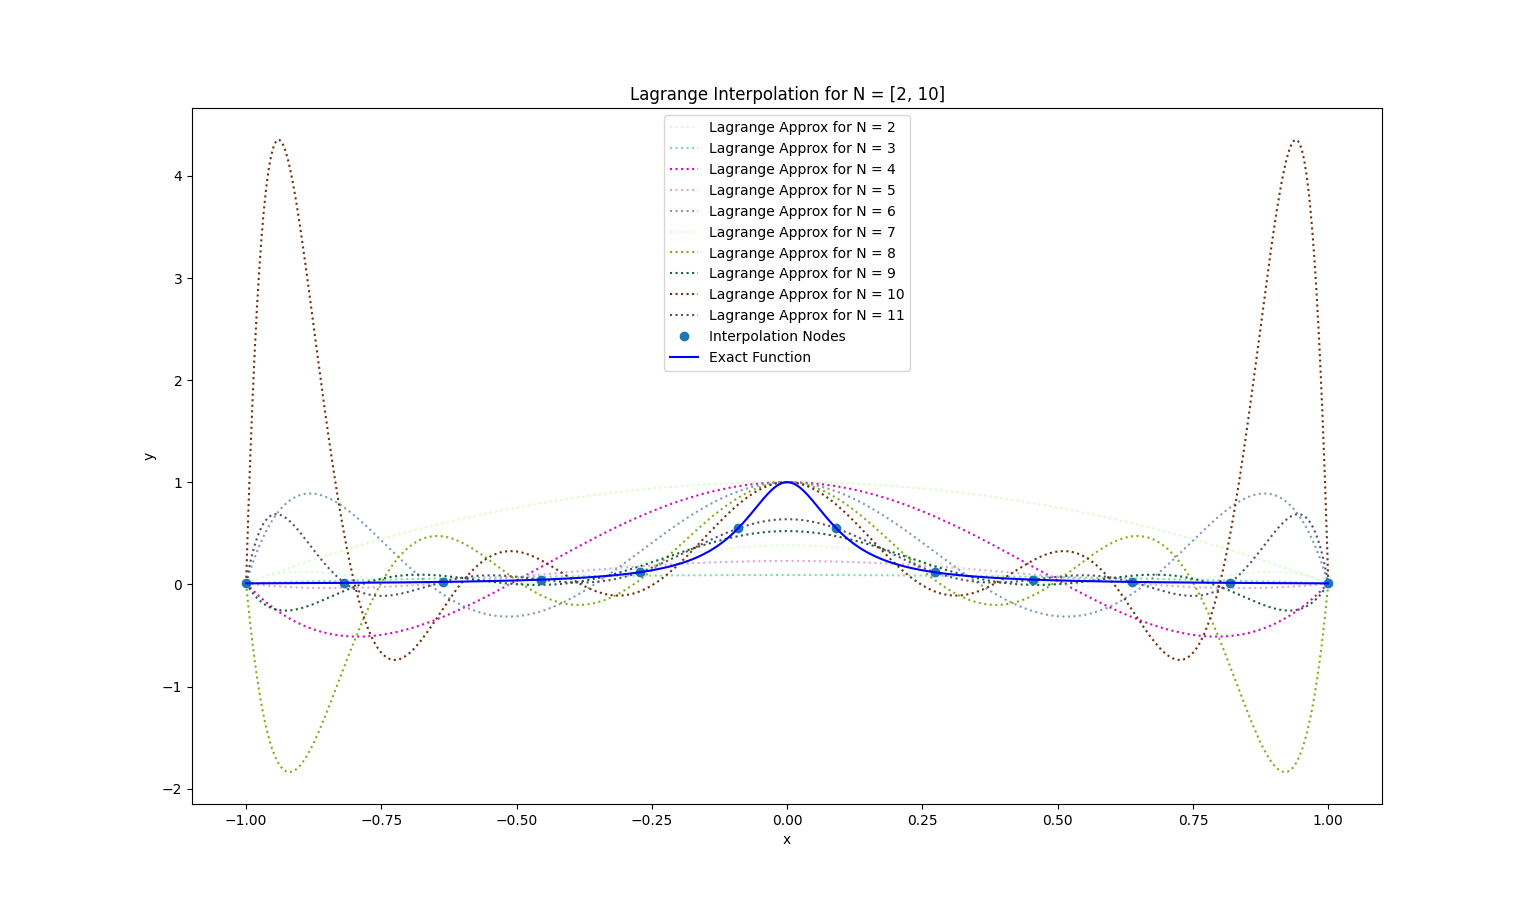 Lagrange Interpolation for N = [2, 10]
Lagrange Approx for N = 2
Lagrange Approx for N = 3
Lagrange Approx for N = 4
Lagrange Approx for N = 5
Lagrange Approx for N = 6
Lagrange Approx for N = 7
Lagrange Approx for N = 8
Lagrange Approx for N = 9
Lagrange Approx for N = 10
Lagrange Approx for N = 11
Interpolation Nodes
Exact Function
4
3
2
1
0
−1
−2
y
−1.00 −0.75 −0.50 −0.25 0.00 0.25 0.50 0.75 1.00
x